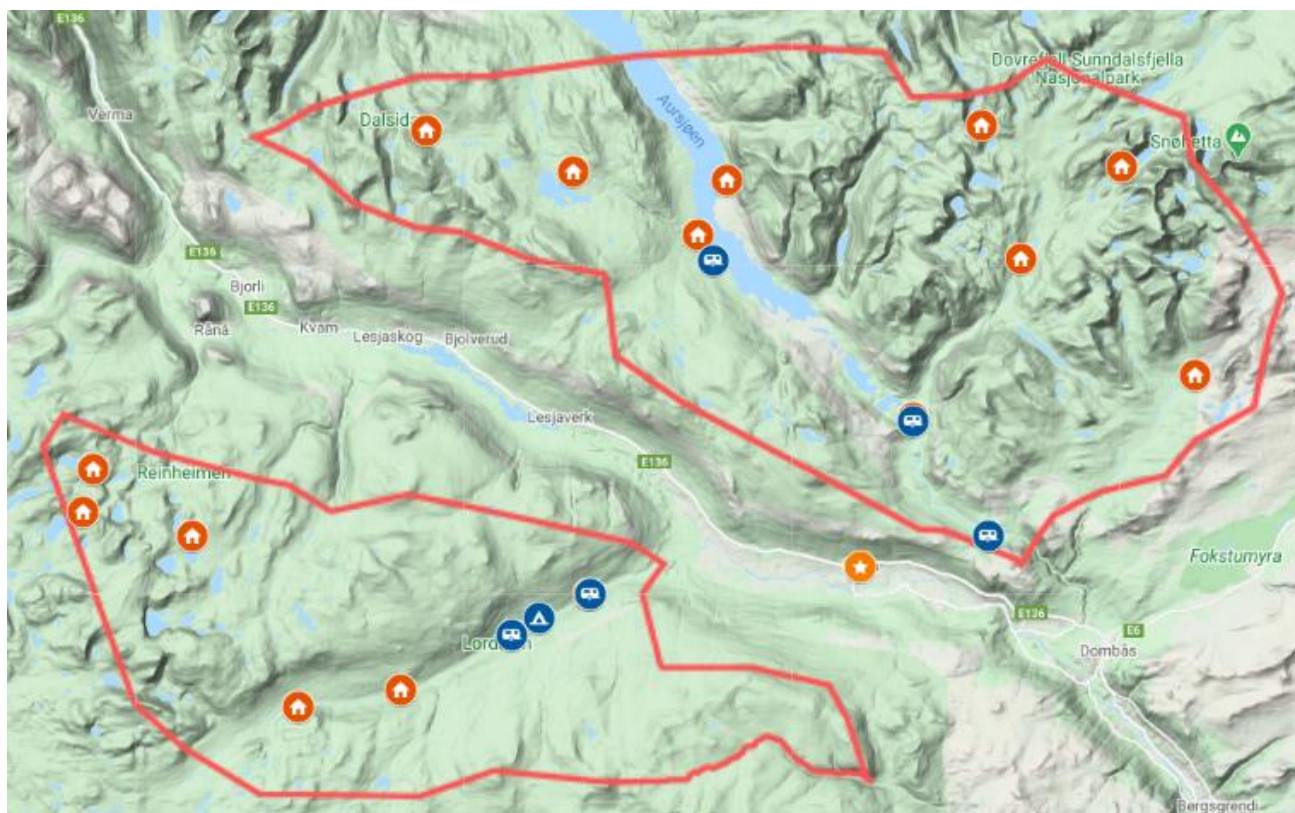 E136
Verma
Aursjøen
Dovrefjell Sunndalsfjella
Nasjonalpark
Snøhetta
E136
Bjorli
E136
Rånå
Kvam
Lesjaskog
Bjolverud
Lesjaverk
E136
Reinheimen
Fokstumyra
E136
E6
Dombås
Bergsgrendi